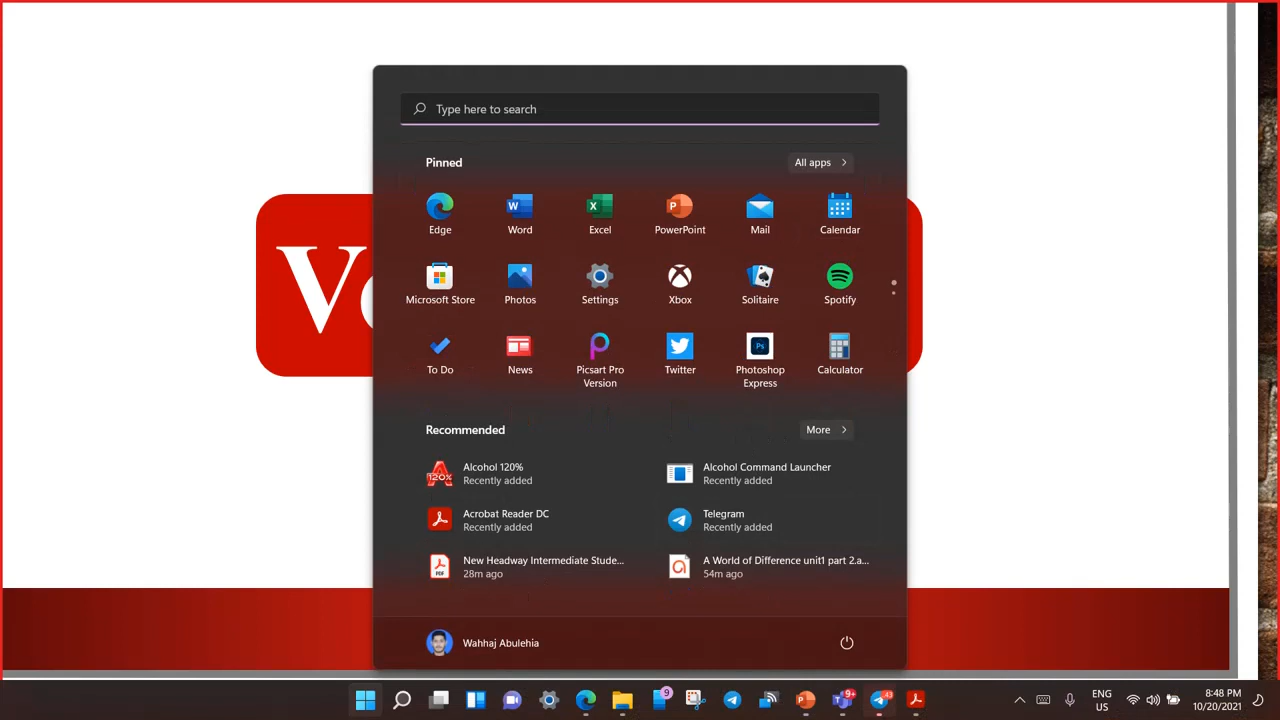 Type here to search
Pinned
All apps
Edge
Word
Excel
PowerPoint
Mail
Calendar
Microsoft Store
Photos
Settings
Xbox
Solitaire
Spotify
To Do
News
Picsart Pro
Version
Twitter
Photoshop
Express
Calculator
Recommended
More
Alcohol 120%
Recently added
Alcohol Command Launcher
Recently added
Acrobat Reader DC
Recently added
Telegram
Recently added
New Headway Intermediate Stude...
28m ago
A World of Difference unit1 part 2.a...
54m ago
Wahhaj Abulehia
9
9+
43
ENG
US
8:48 PM
10/20/2021